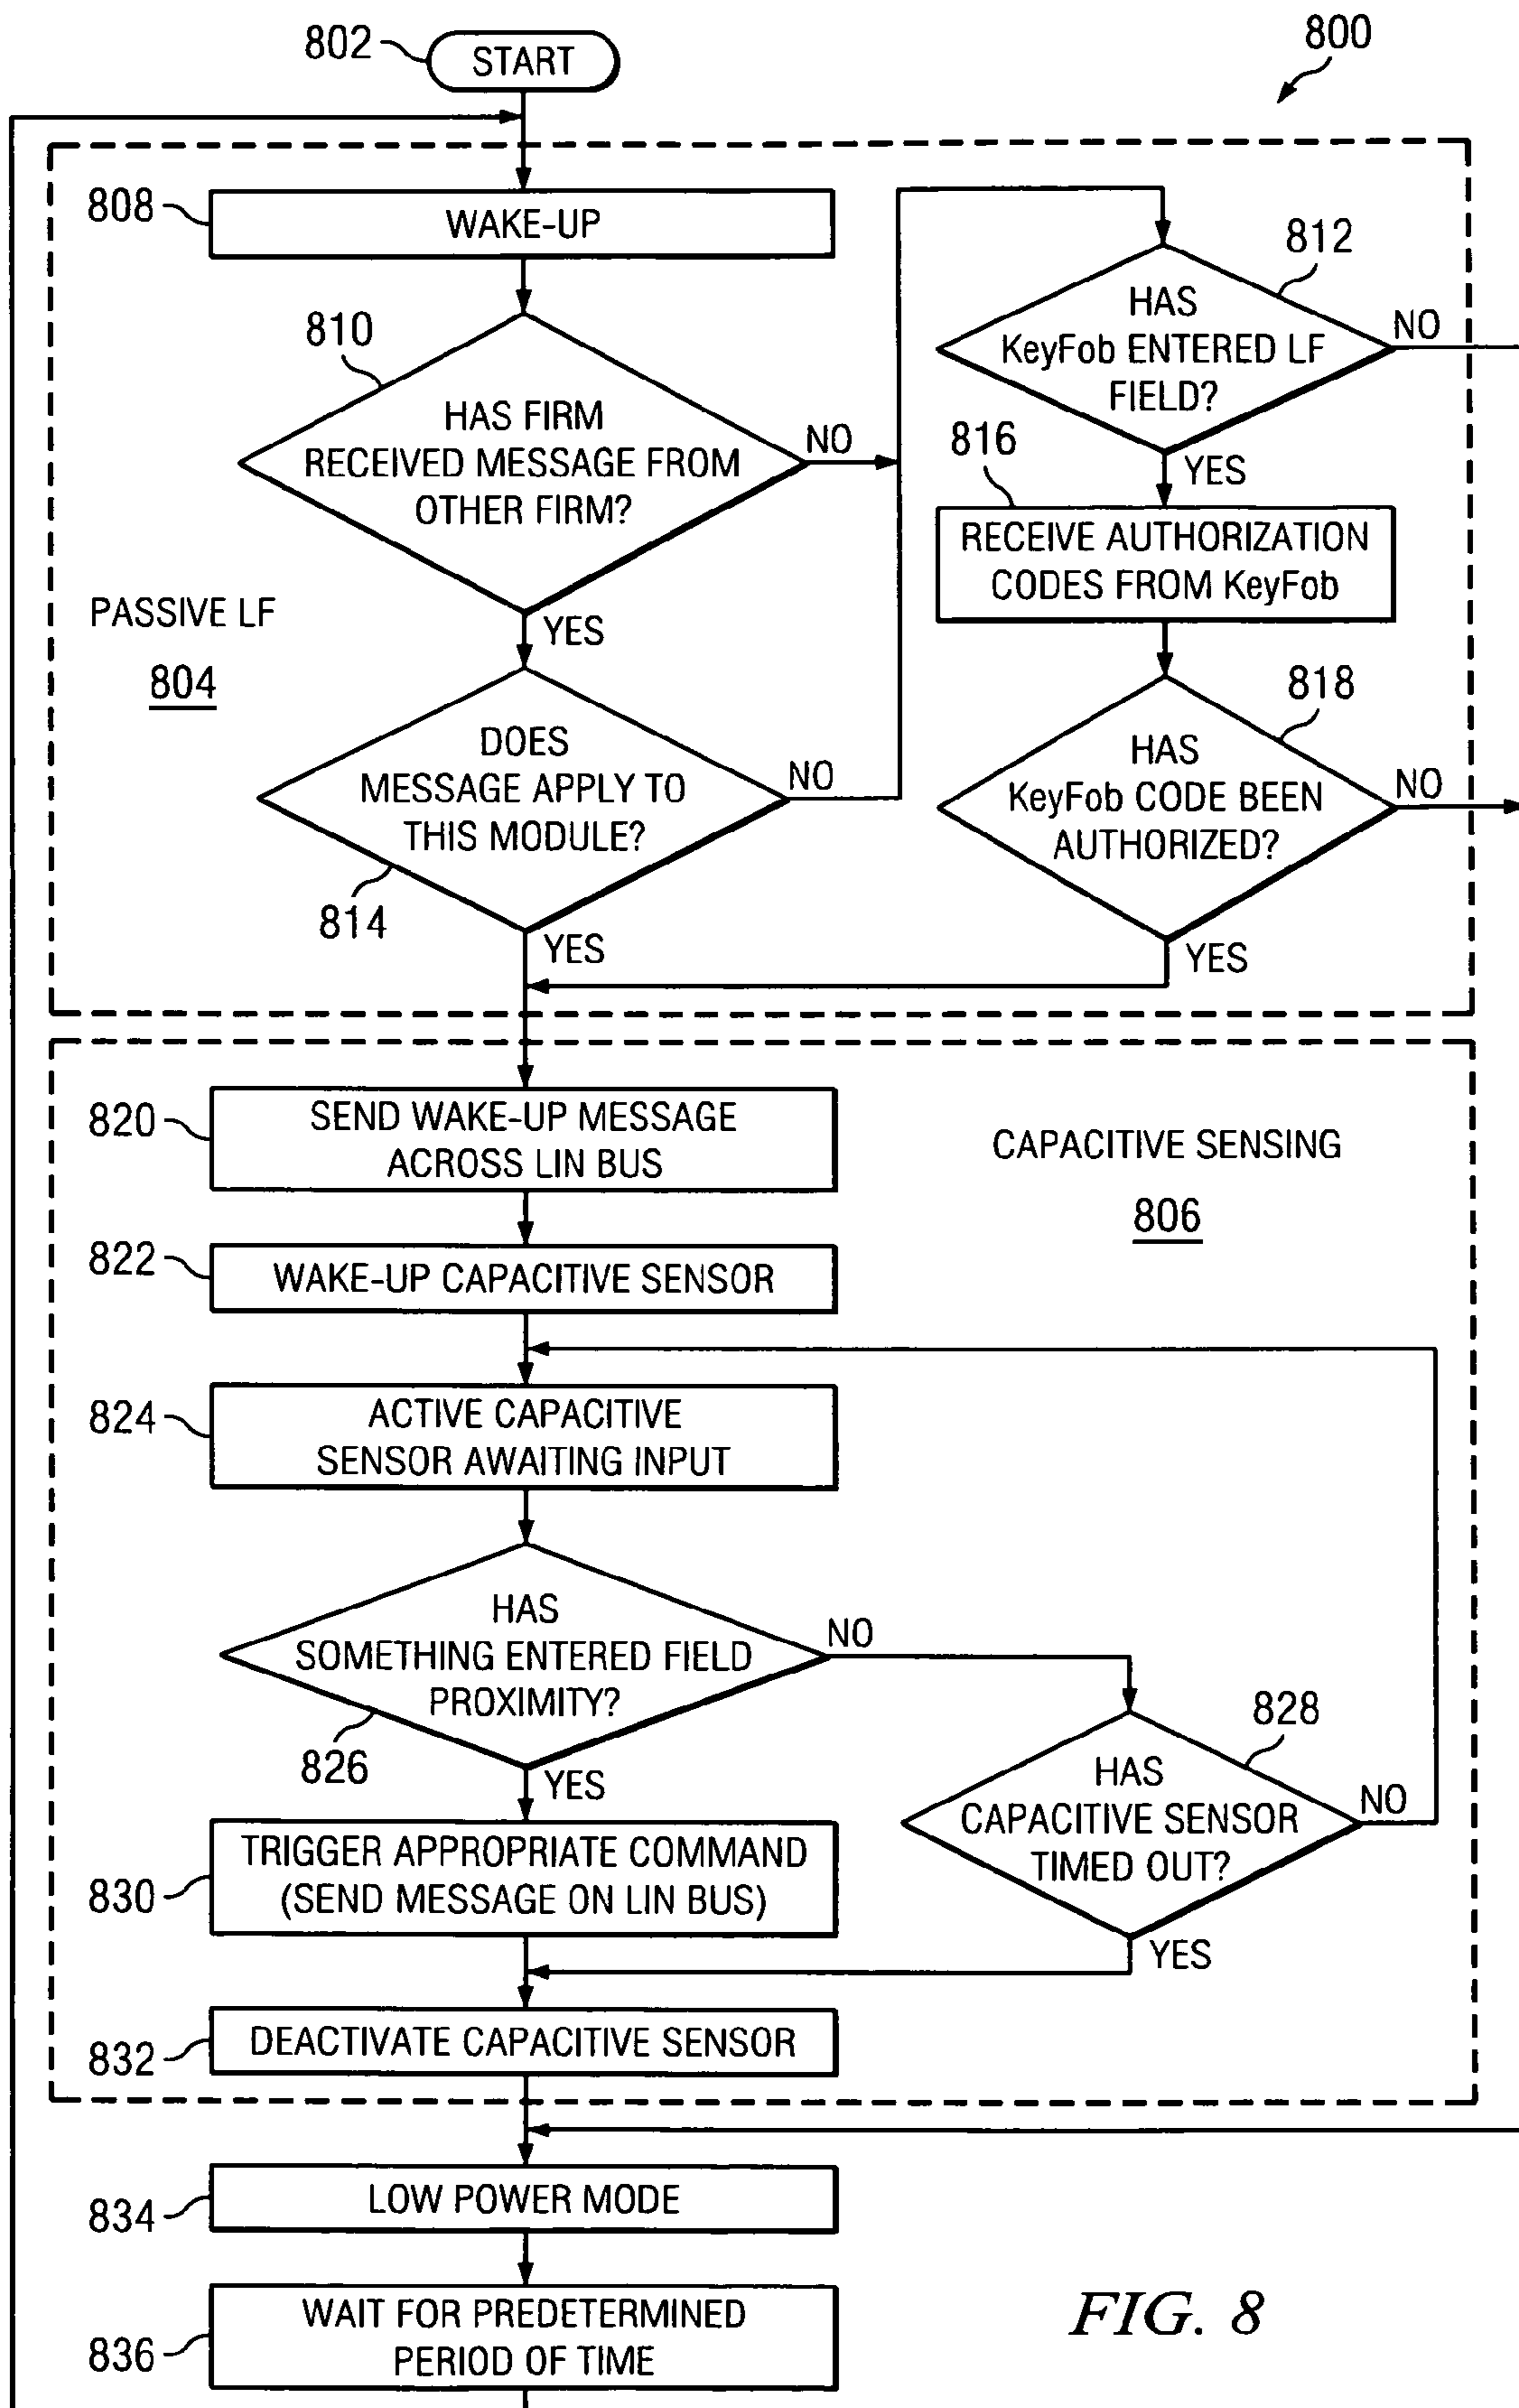 802
START
800
808
WAKE-UP
810
HAS FIRM
RECEIVED MESSAGE FROM
OTHER FIRM?
NO
YES
812
HAS
KeyFob ENTERED LF
FIELD?
NO
YES
816
RECEIVE AUTHORIZATION
CODES FROM KeyFob
PASSIVE LF
804
DOES
MESSAGE APPLY TO
THIS MODULE?
NO
814
YES
818
HAS
KeyFob CODE BEEN
AUTHORIZED?
NO
YES
820
SEND WAKE-UP MESSAGE
ACROSS LIN BUS
CAPACITIVE SENSING
806
822
WAKE-UP CAPACITIVE SENSOR
824
ACTIVE CAPACITIVE
SENSOR AWAITING INPUT
HAS
SOMETHING ENTERED FIELD
PROXIMITY?
NO
826
YES
828
HAS
CAPACITIVE SENSOR
TIMED OUT?
NO
YES
830
TRIGGER APPROPRIATE COMMAND
(SEND MESSAGE ON LIN BUS)
832
DEACTIVATE CAPACITIVE SENSOR
834
LOW POWER MODE
836
WAIT FOR PREDETERMINED
PERIOD OF TIME
FIG. 8